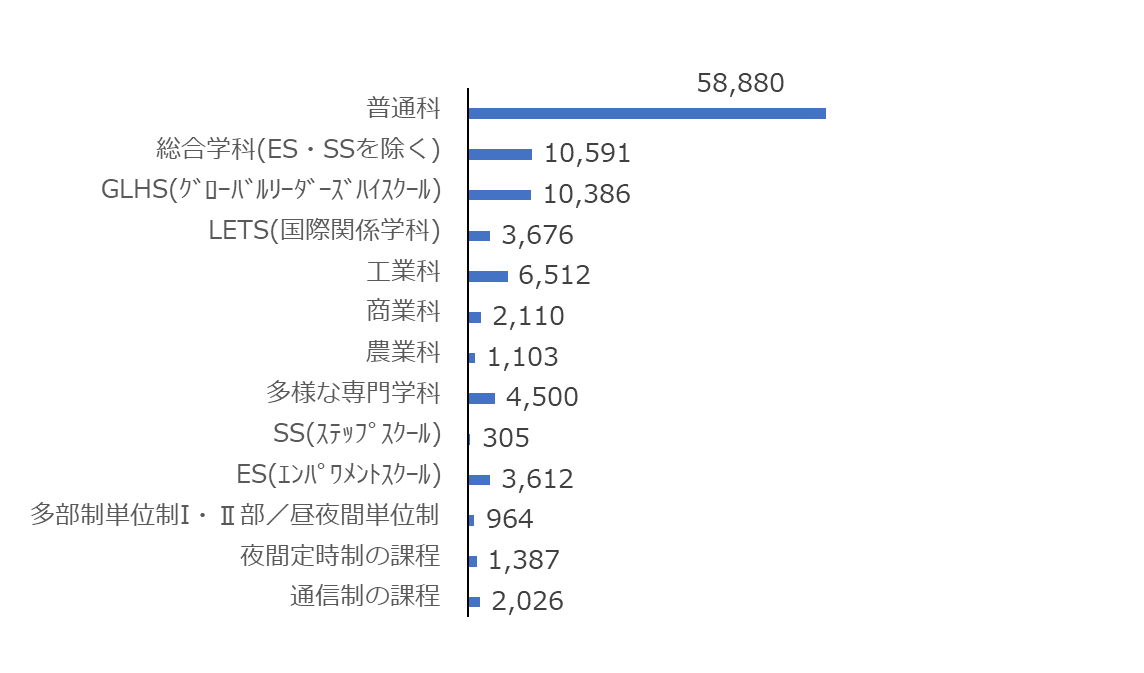 58,880
普通科
総合学科(ES・SSを除く) 10,591
GLHS(ｸﾞﾛｰﾊﾞﾙﾘｰﾀﾞｰｽﾞﾊｲｽｸｰﾙ) 10,386
LETS(国際関係学科) 3,676
工業科 6,512
商業科 2,110
農業科 1,103
多様な専門学科 4,500
SS(ｽﾃｯﾌﾟｽｸｰﾙ) 305
ES(ｴﾝﾊﾟﾜﾒﾝﾄｽｸｰﾙ) 3,612
多部制単位制Ⅰ・Ⅱ部／昼夜間単位制 964
夜間定時制の課程 1,387
通信制の課程 2,026